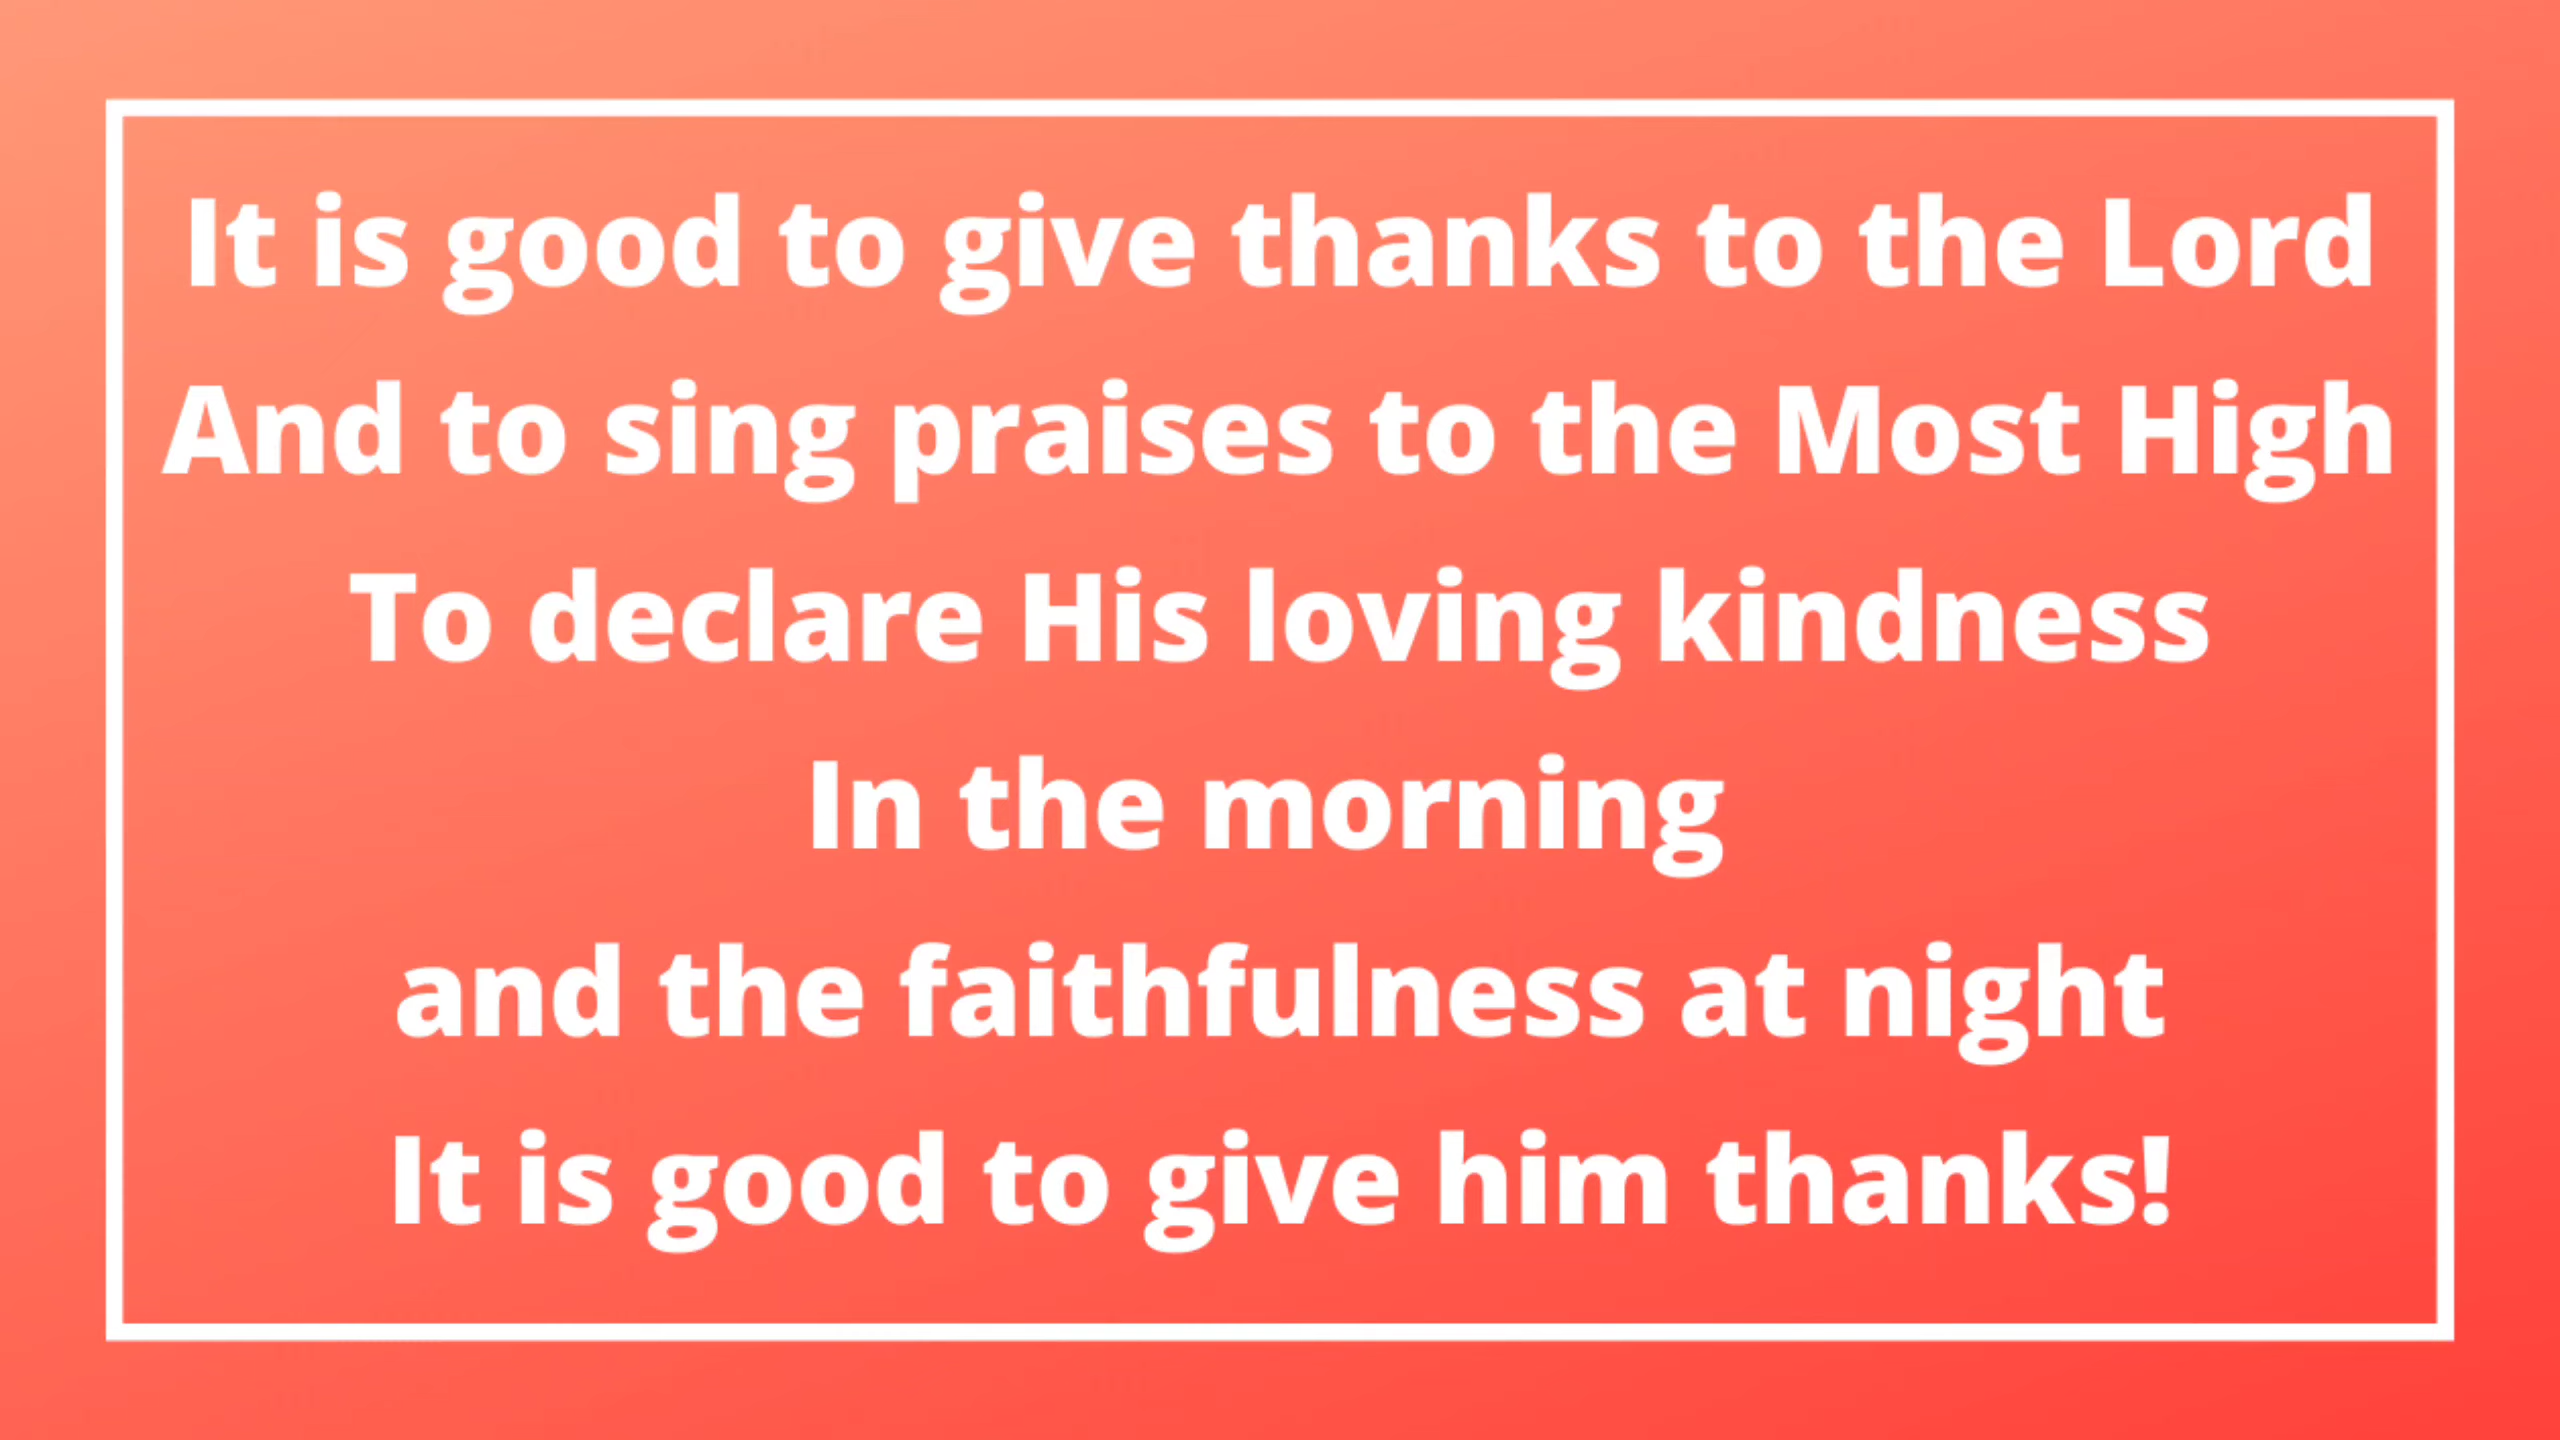 It is good to give thanks to the Lord
And to sing praises to the Most High
To declare His loving kindness
In the morning
and the faithfulness at night
It is good to give him thanks!